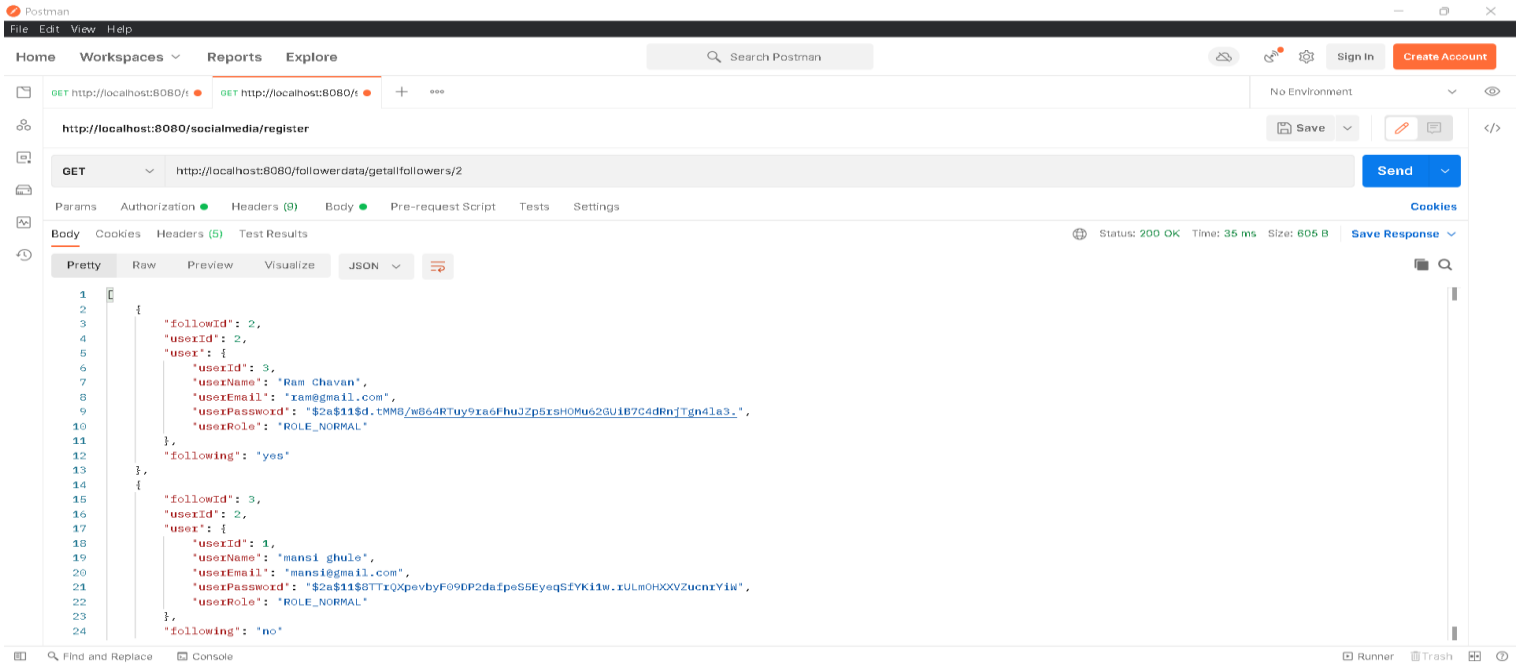 Postman
File Edit View Help
Home Workspaces Reports Explore Search Postman Sign In Create Account
GET http://localhost:8080/s GET http://localhost:8080/s No Environment
http://localhost:8080/socialmedia/register Save
GET http://localhost:8080/followerdata/getallfollowers/2 Send
Params Authorization Headers (9) Body Pre-request Script Tests Settings Cookies
Body Cookies Headers (5) Test Results Status: 200 OK Time: 35 ms Size: 605 B Save Response
Pretty Raw Preview Visualize JSON
1 [
2 {
3 "followId": 2,
4 "userId": 2,
5 "user": {
6 "userId": 3,
7 "userName": "Ram Chavan",
8 "userEmail": "ram@gmail.com",
9 "userPassword": "$2a$11$d.tMM8/w864RTuy9ra6FhuJZp5rsHOMu62GUiB7C4dRnjTgn4la3.",
10 "userRole": "ROLE_NORMAL"
11 },
12 "following": "yes"
13 },
14 {
15 "followId": 3,
16 "userId": 2,
17 "user": {
18 "userId": 1,
19 "userName": "mansi ghule",
20 "userEmail": "mansi@gmail.com",
21 "userPassword": "$2a$11$8TTrQXpevbyF09DP2dafpeS5EyeqSfYKi1w.rULmOHXXVZucnrYiW",
22 "userRole": "ROLE_NORMAL"
23 },
24 "following": "no"
Find and Replace Console Runner Trash